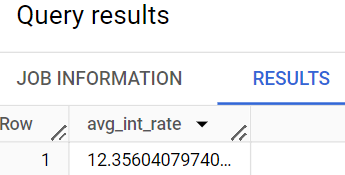 Query results
JOB INFORMATION RESULTS
Row avg_int_rate
1 12.35604079740…